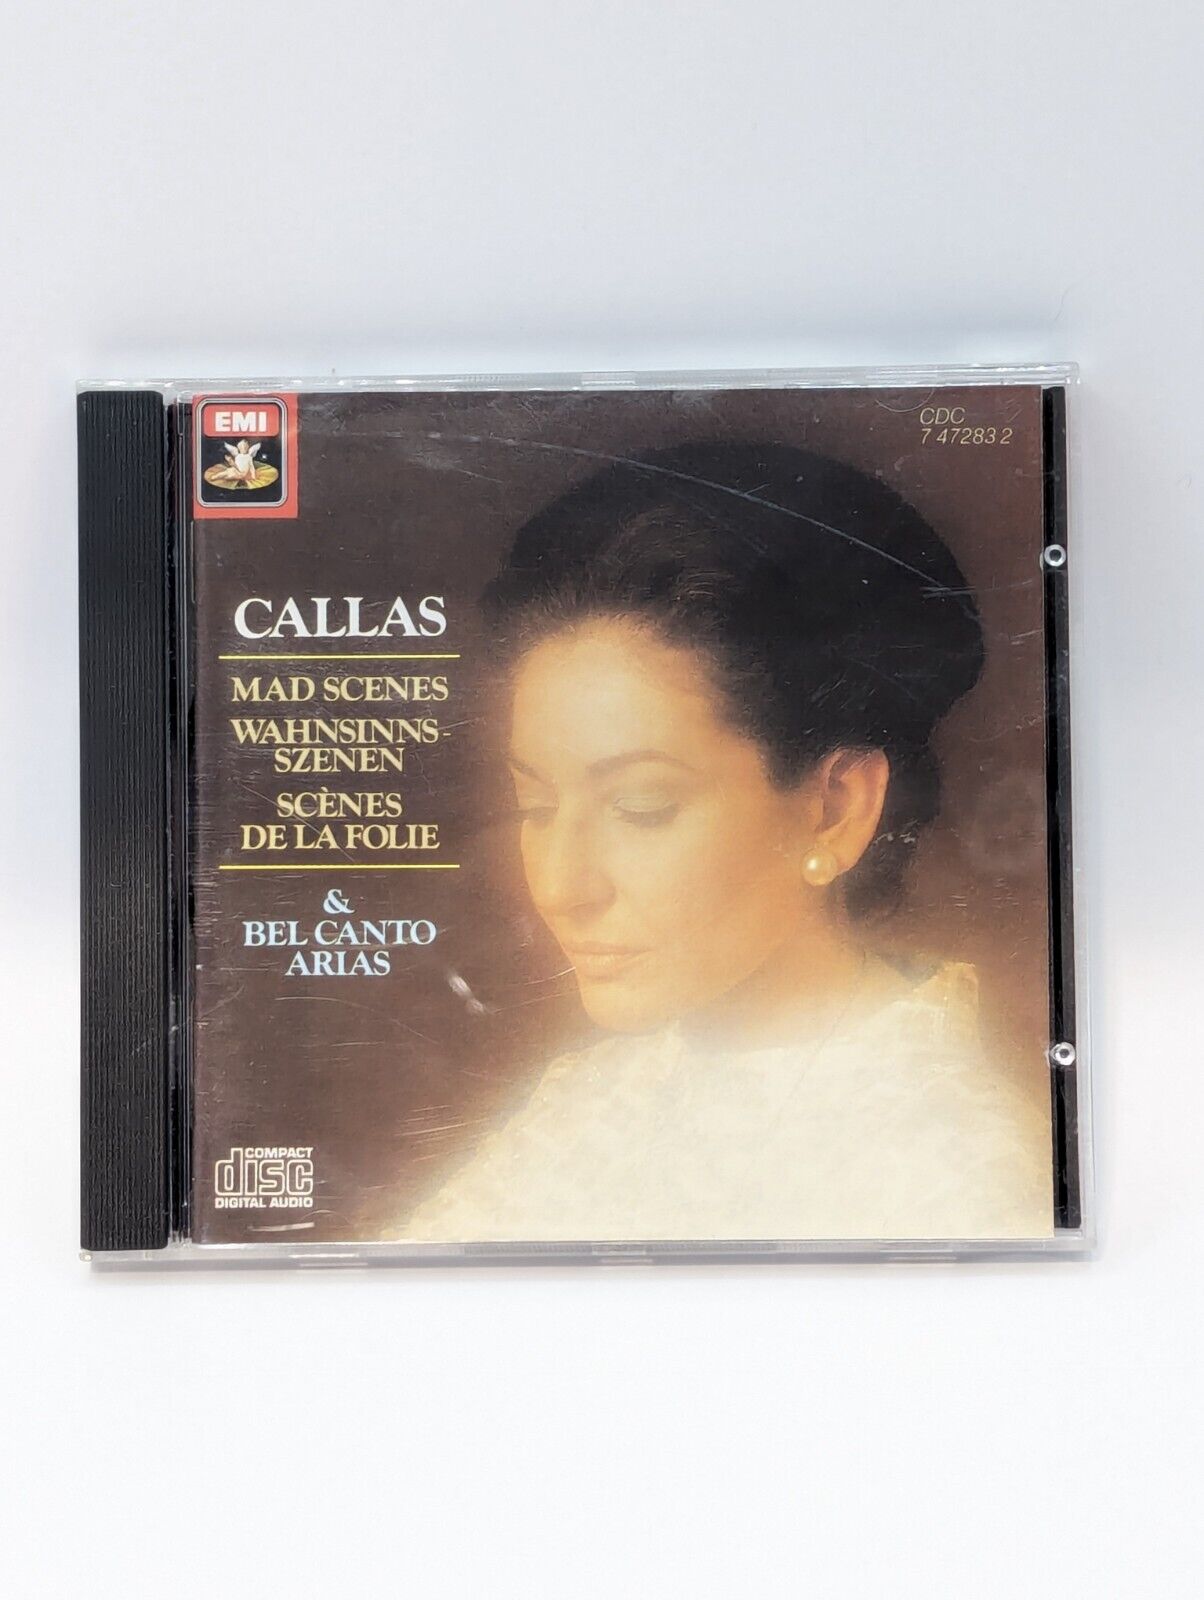 EMI
CDC
7 47283 2
CALLAS
MAD SCENES
WAHNSINNS-
SZENEN
SCÈNES
DE LA FOLIE
&
BEL CANTO
ARIAS
COMPACT
disc
DIGITAL AUDIO